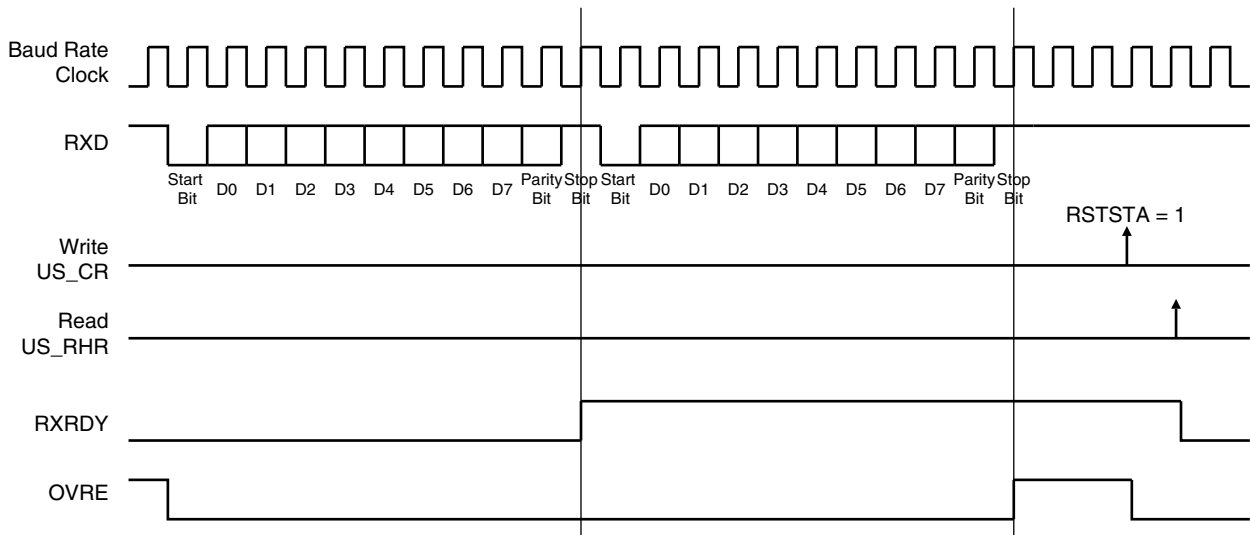 Baud Rate
Clock
RXD
Start
Bit
D0
D1
D2
D3
D4
D5
D6
D7
Parity
Bit
Stop
Bit
Start
Bit
D0
D1
D2
D3
D4
D5
D6
D7
Parity
Bit
Stop
Bit
RSTSTA = 1
Write
US_CR
Read
US_RHR
RXRDY
OVRE